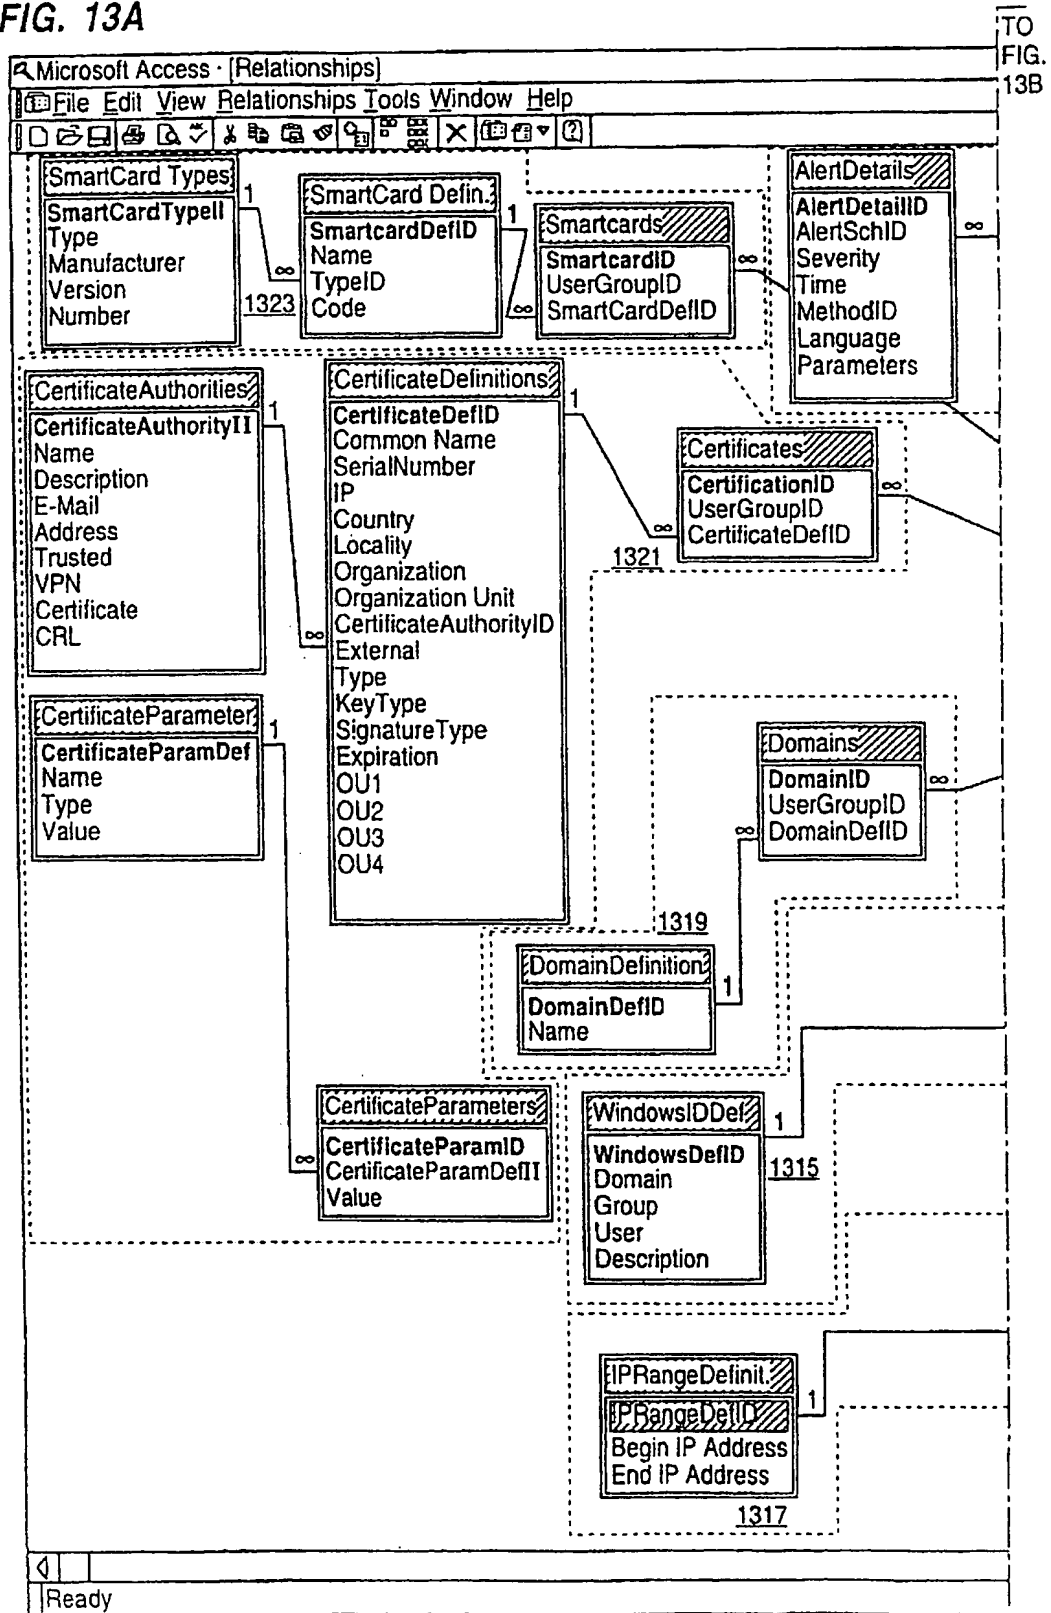 FIG. 13A
TO
FIG.
13B
Microsoft Access - [Relationships]
File Edit View Relationships Tools Window Help
SmartCard Types
SmartCardTypeII
Type
Manufacturer
Version
Number
1
∞
1323
SmartCard Defin.
SmartcardDefID
Name
TypeID
Code
1
∞
Smartcards
SmartcardID
UserGroupID
SmartCardDefID
∞
AlertDetails
AlertDetailID
AlertSchID
Severity
Time
MethodID
Language
Parameters
∞
CertificateAuthorities
CertificateAuthorityII
Name
Description
E-Mail
Address
Trusted
VPN
Certificate
CRL
1
∞
CertificateDefinitions
CertificateDefID
Common Name
SerialNumber
IP
Country
Locality
Organization
Organization Unit
CertificateAuthorityID
External
Type
KeyType
SignatureType
Expiration
OU1
OU2
OU3
OU4
1
∞
1321
Certificates
CertificationID
UserGroupID
CertificateDefID
∞
CertificateParameter
CertificateParamDef
Name
Type
Value
1
Domains
DomainID
UserGroupID
DomainDefID
∞
∞
1319
DomainDefinition
DomainDefID
Name
1
CertificateParameters
CertificateParamID
CertificateParamDefII
Value
∞
WindowsIDDef
WindowsDefID
Domain
Group
User
Description
1
1315
IPRangeDefinit.
IPRangeDefID
Begin IP Address
End IP Address
1
1317
Ready